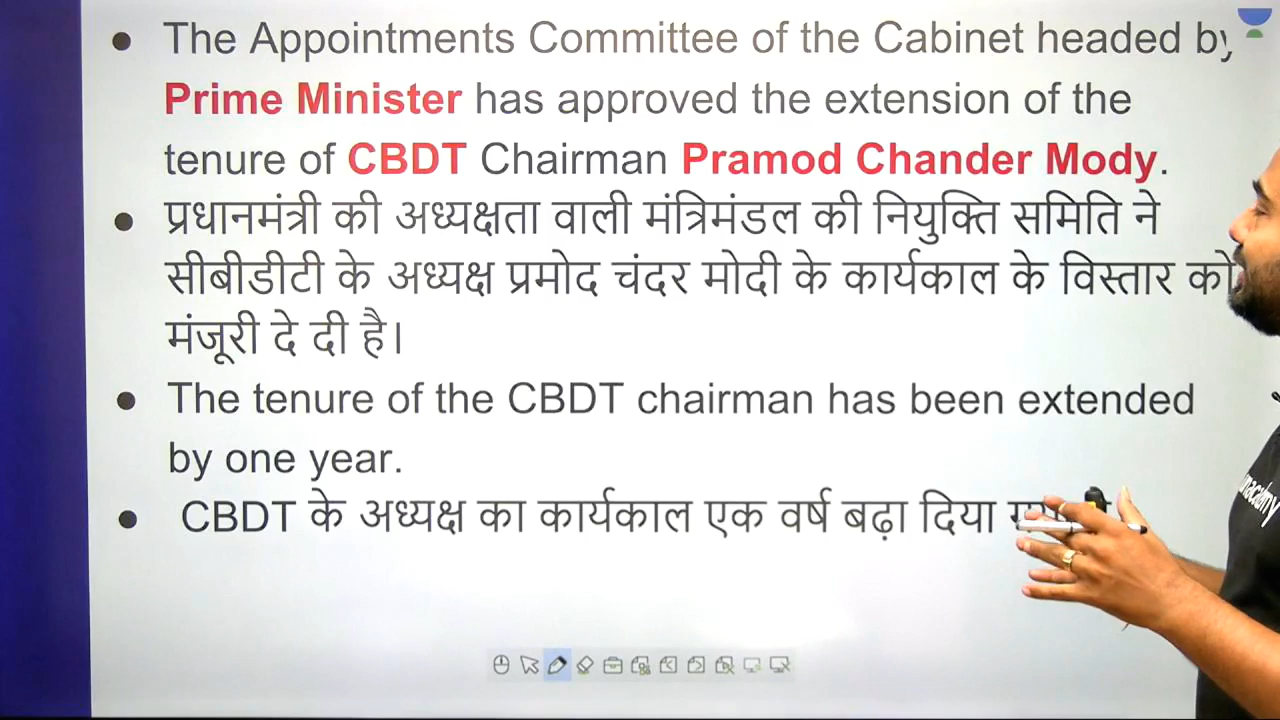 The Appointments Committee of the Cabinet headed by
Prime Minister has approved the extension of the
tenure of CBDT Chairman Pramod Chander Mody.
प्रधानमंत्री की अध्यक्षता वाली मंत्रिमंडल की नियुक्ति समिति ने
सीबीडीटी के अध्यक्ष प्रमोद चंदर मोदी के कार्यकाल के विस्तार को
मंजूरी दे दी है।
The tenure of the CBDT chairman has been extended
by one year.
CBDT के अध्यक्ष का कार्यकाल एक वर्ष बढ़ा दिया